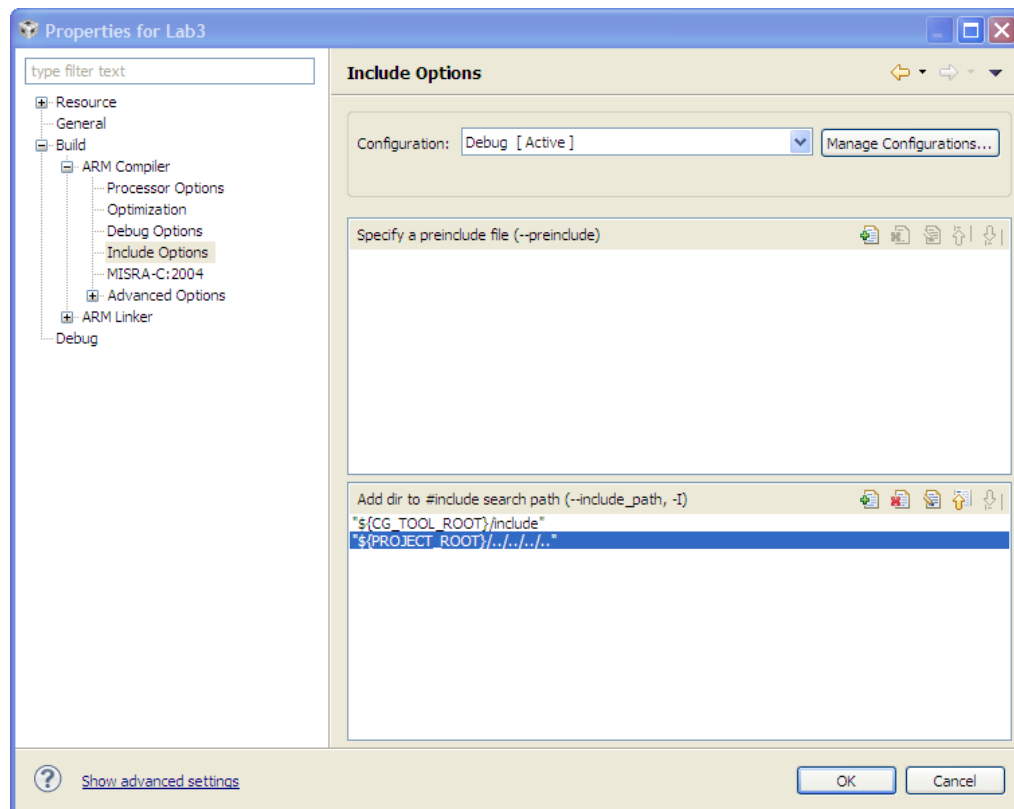 Properties for Lab3
type filter text
Resource
General
Build
ARM Compiler
Processor Options
Optimization
Debug Options
Include Options
MISRA-C:2004
Advanced Options
ARM Linker
Debug
Include Options
Configuration: Debug [ Active ] Manage Configurations...
Specify a preinclude file (--preinclude)
Add dir to #include search path (--include_path, -I)
"${CG_TOOL_ROOT}/include"
"${PROJECT_ROOT}/../../../.."
? Show advanced settings
OK Cancel